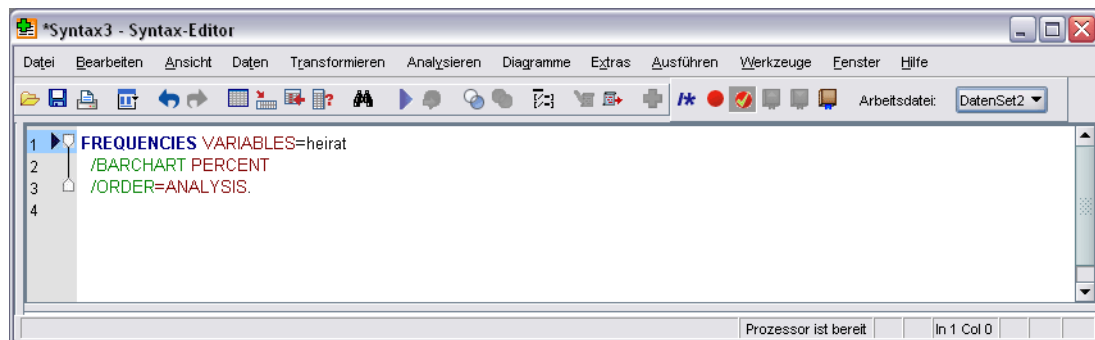 *Syntax3 - Syntax-Editor
Datei Bearbeiten Ansicht Daten Transformieren Analysieren Diagramme Extras Ausführen Werkzeuge Fenster Hilfe
Arbeitsdatei: DatenSet2
1 FREQUENCIES VARIABLES=heirat
2 /BARCHART PERCENT
3 /ORDER=ANALYSIS.
4
Prozessor ist bereit In 1 Col 0